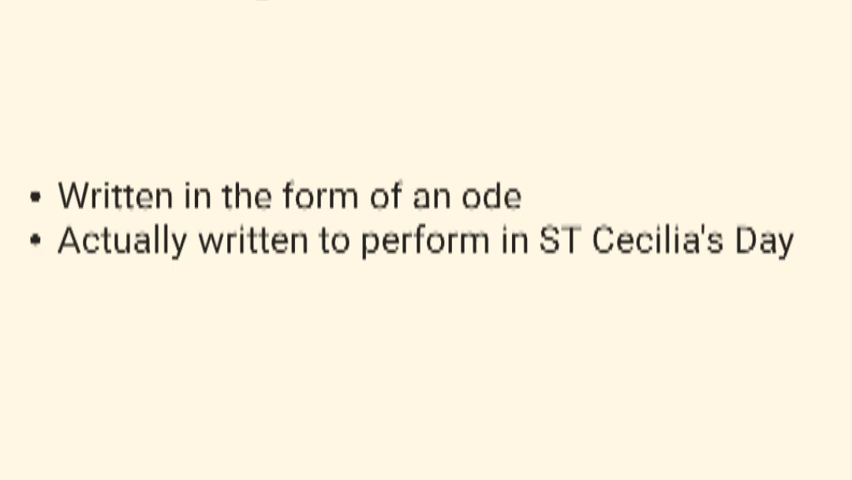 • Written in the form of an ode
• Actually written to perform in ST Cecilia's Day